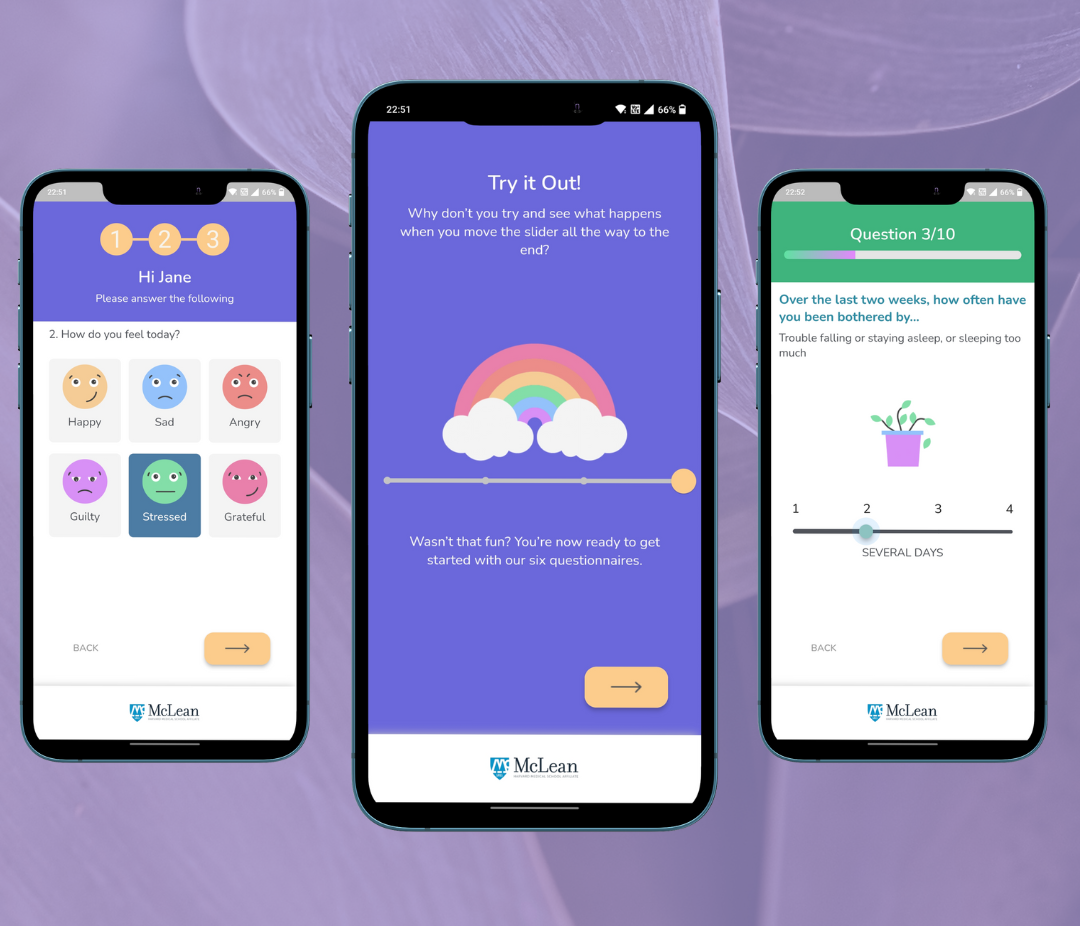 22:51
66%
1 2 3
Hi Jane
Please answer the following
2. How do you feel today?
Happy
Sad
Angry
Guilty
Stressed
Grateful
BACK
McLean
22:51
66%
Try it Out!
Why don't you try and see what happens
when you move the slider all the way to the
end?
Wasn't that fun? You're now ready to get
started with our six questionnaires.
McLean
HARVARD MEDICAL SCHOOL AFFILIATE
22:52
66%
Question 3/10
Over the last two weeks, how often have
you been bothered by...
Trouble falling or staying asleep, or sleeping too
much
1 2 3 4
SEVERAL DAYS
BACK
McLean